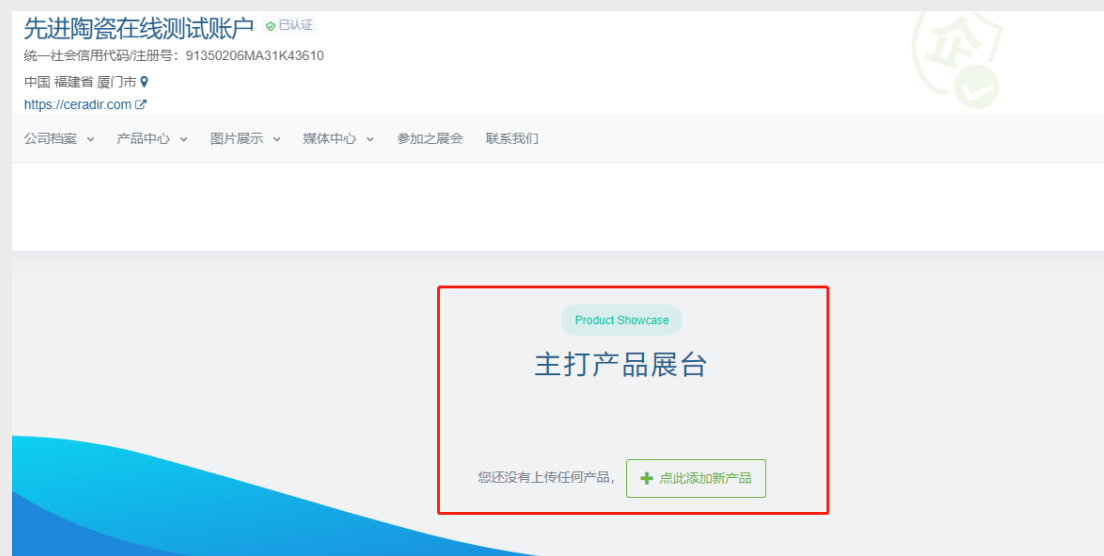 先进陶瓷在线测试账户 已认证
统一社会信用代码/注册号：91350206MA31K43610
中国 福建省 厦门市
https://ceradir.com
企
公司档案 产品中心 图片展示 媒体中心 参加之展会 联系我们
Product Showcase
主打产品展台
您还没有上传任何产品， 点此添加新产品